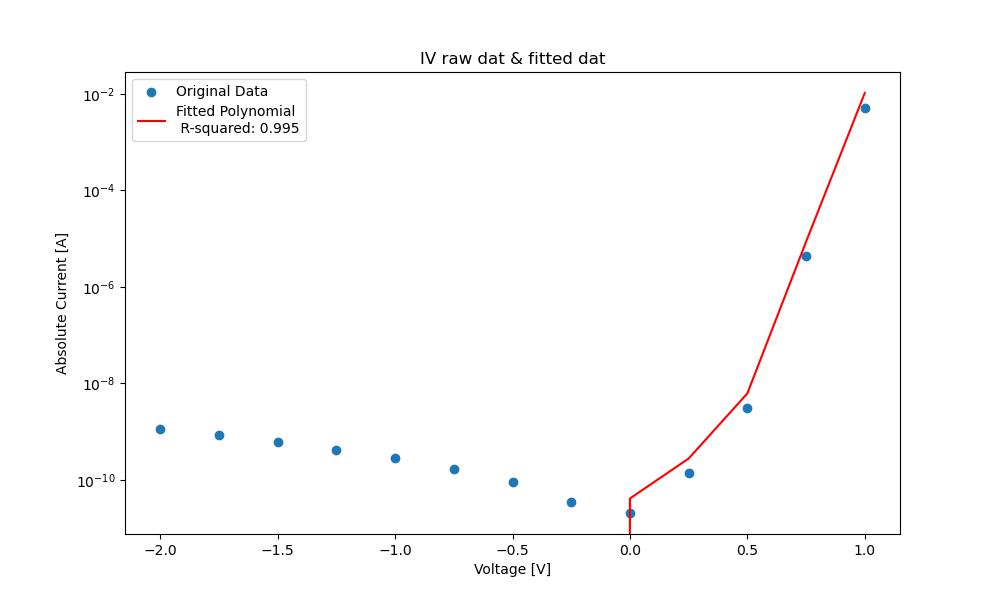 IV raw dat & fitted dat
Original Data
Fitted Polynomial
R-squared: 0.995
Absolute Current [A]
10⁻²
10⁻⁴
10⁻⁶
10⁻⁸
10⁻¹⁰
−2.0 −1.5 −1.0 −0.5 0.0 0.5 1.0
Voltage [V]